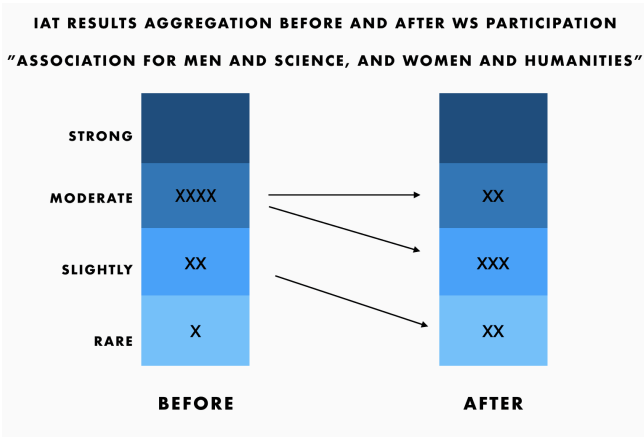 IAT RESULTS AGGREGATION BEFORE AND AFTER WS PARTICIPATION
"ASSOCIATION FOR MEN AND SCIENCE, AND WOMEN AND HUMANITIES"
STRONG
MODERATE XXXX XX
SLIGHTLY XX XXX
RARE X XX
BEFORE AFTER